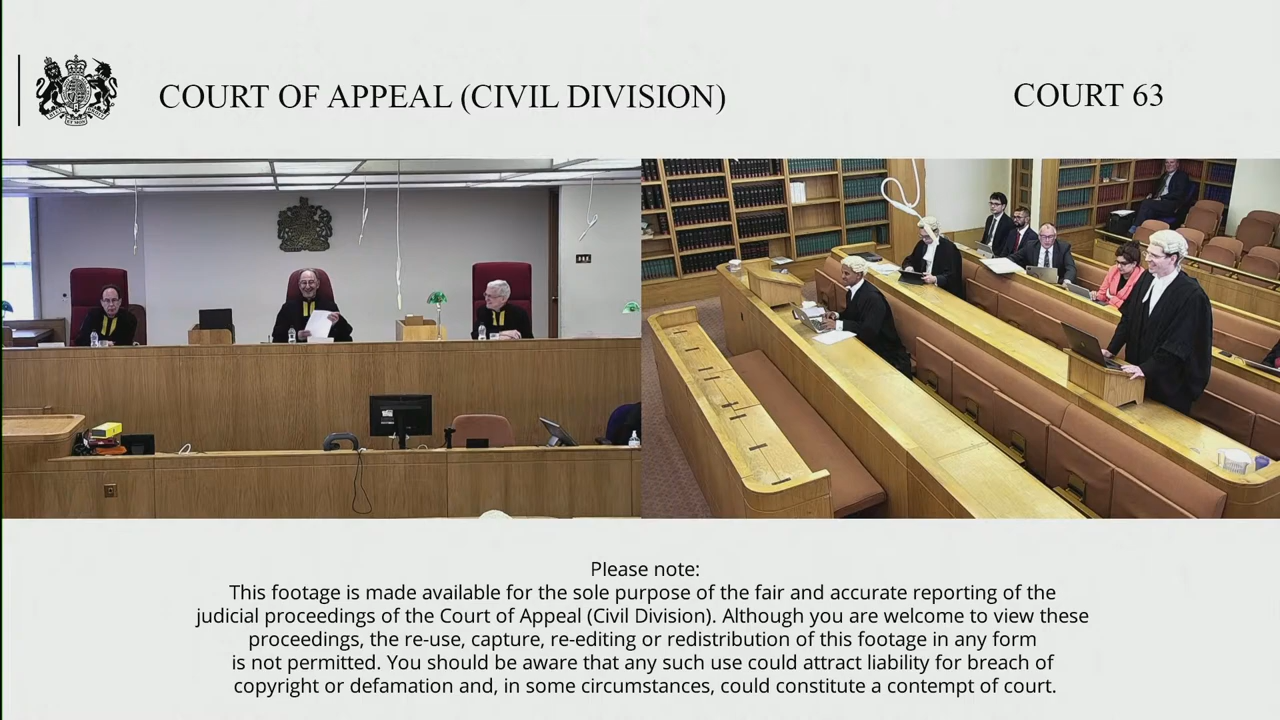 COURT OF APPEAL (CIVIL DIVISION)
COURT 63
Please note:
This footage is made available for the sole purpose of the fair and accurate reporting of the
judicial proceedings of the Court of Appeal (Civil Division). Although you are welcome to view these
proceedings, the re-use, capture, re-editing or redistribution of this footage in any form
is not permitted. You should be aware that any such use could attract liability for breach of
copyright or defamation and, in some circumstances, could constitute a contempt of court.